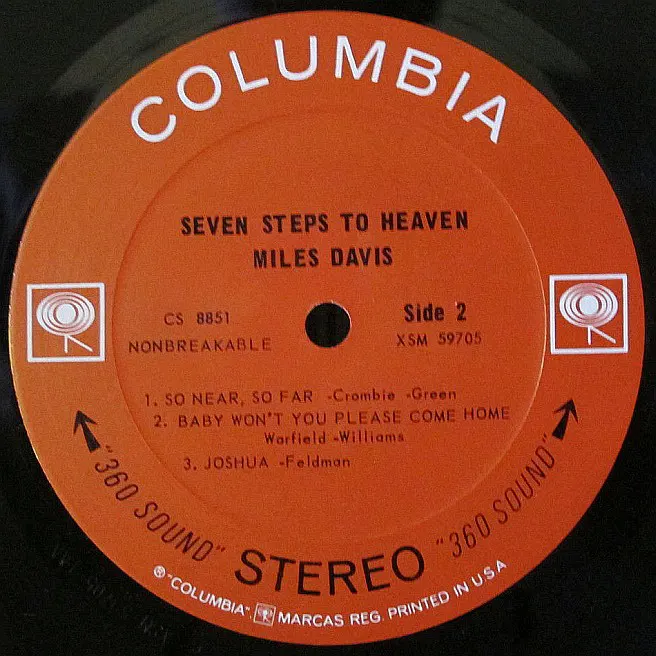 COLUMBIA
SEVEN STEPS TO HEAVEN
MILES DAVIS
CS 8851
Side 2
NONBREAKABLE
XSM 59705
1. SO NEAR, SO FAR -Crombie -Green
2. BABY WON'T YOU PLEASE COME HOME
Warfield -Williams
3. JOSHUA -Feldman
"360 SOUND" STEREO "360 SOUND"
® "COLUMBIA", MARCAS REG. PRINTED IN U.S.A